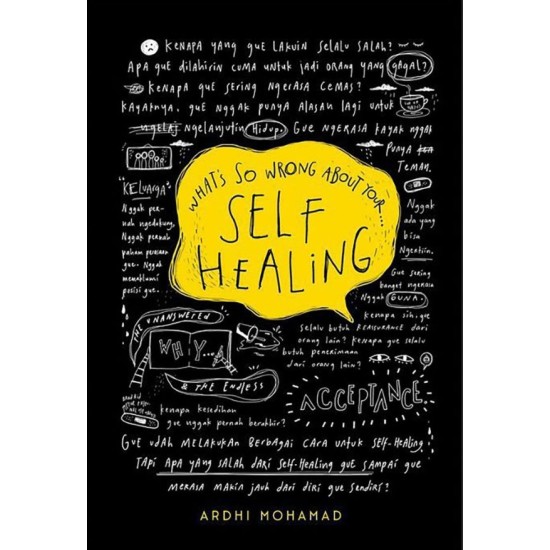 KENAPA YANG GUE LAKUIN SELALU SALAH?
APA GUE DILAHIRIN CUMA UNTUK JADI ORANG YANG GAGAL?
KENAPA GUE SERING NGERASA CEMAS?
KAYAKNYA, GUE NGGAK PUNYA ALASAN LAGI UNTUK
NGELANJUTIN HIDUP. GUE NGERASA KAYAK NGGAK
PUNYA
TEMAN.
WHAT'S SO WRONG ABOUT YOUR...
SELF
HEALING
"KELUARGA"
NGGAK PER-
NAH NGEDUKUNG,
NGGAK PERNAH
PAHAM PERASAAN
GUE. NGGAK
MEMAHAMI
POSISI GUE.
NGGAK
ADA YANG
BISA
NGERTIIN.
GUE SERING
BANGET NGERASA
NGGAK GUNA.
KENAPA SIH, GUE
SELALU BUTUH REASSURANCE DARI
ORANG LAIN? KENAPA GUE SELALU
BUTUH PENERIMAAN
DARI ORANG LAIN?
THE UNANSWERED
WHY...
& THE ENDLESS
ACCEPTANCE
KENAPA KESEDIHAN
GUE NGGAK PERNAH BERAKHIR?
GUE UDAH MELAKUKAN BERBAGAI CARA UNTUK SELF-HEALING,
TAPI APA YANG SALAH DARI SELF-HEALING GUE SAMPAI GUE
MERASA MAKIN JAUH DARI DIRI GUE SENDIRI?
ARDHI MOHAMAD